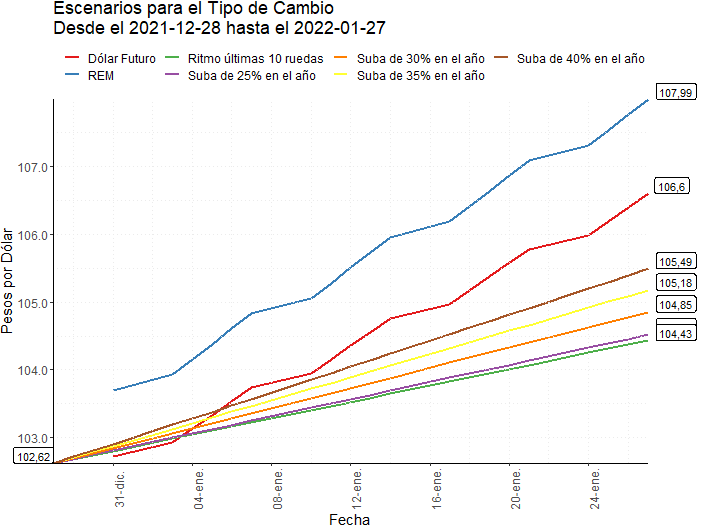 Escenarios para el Tipo de Cambio
Desde el 2021-12-28 hasta el 2022-01-27
Dólar Futuro Ritmo últimas 10 ruedas Suba de 30% en el año Suba de 40% en el año
REM Suba de 25% en el año Suba de 35% en el año
107,99
107.0
106,6
106.0
105,49
105,18
105.0
104,85
104,43
104.0
103.0
102,62
Pesos por Dólar
31-dic. 04-ene. 08-ene. 12-ene. 16-ene. 20-ene. 24-ene.
Fecha